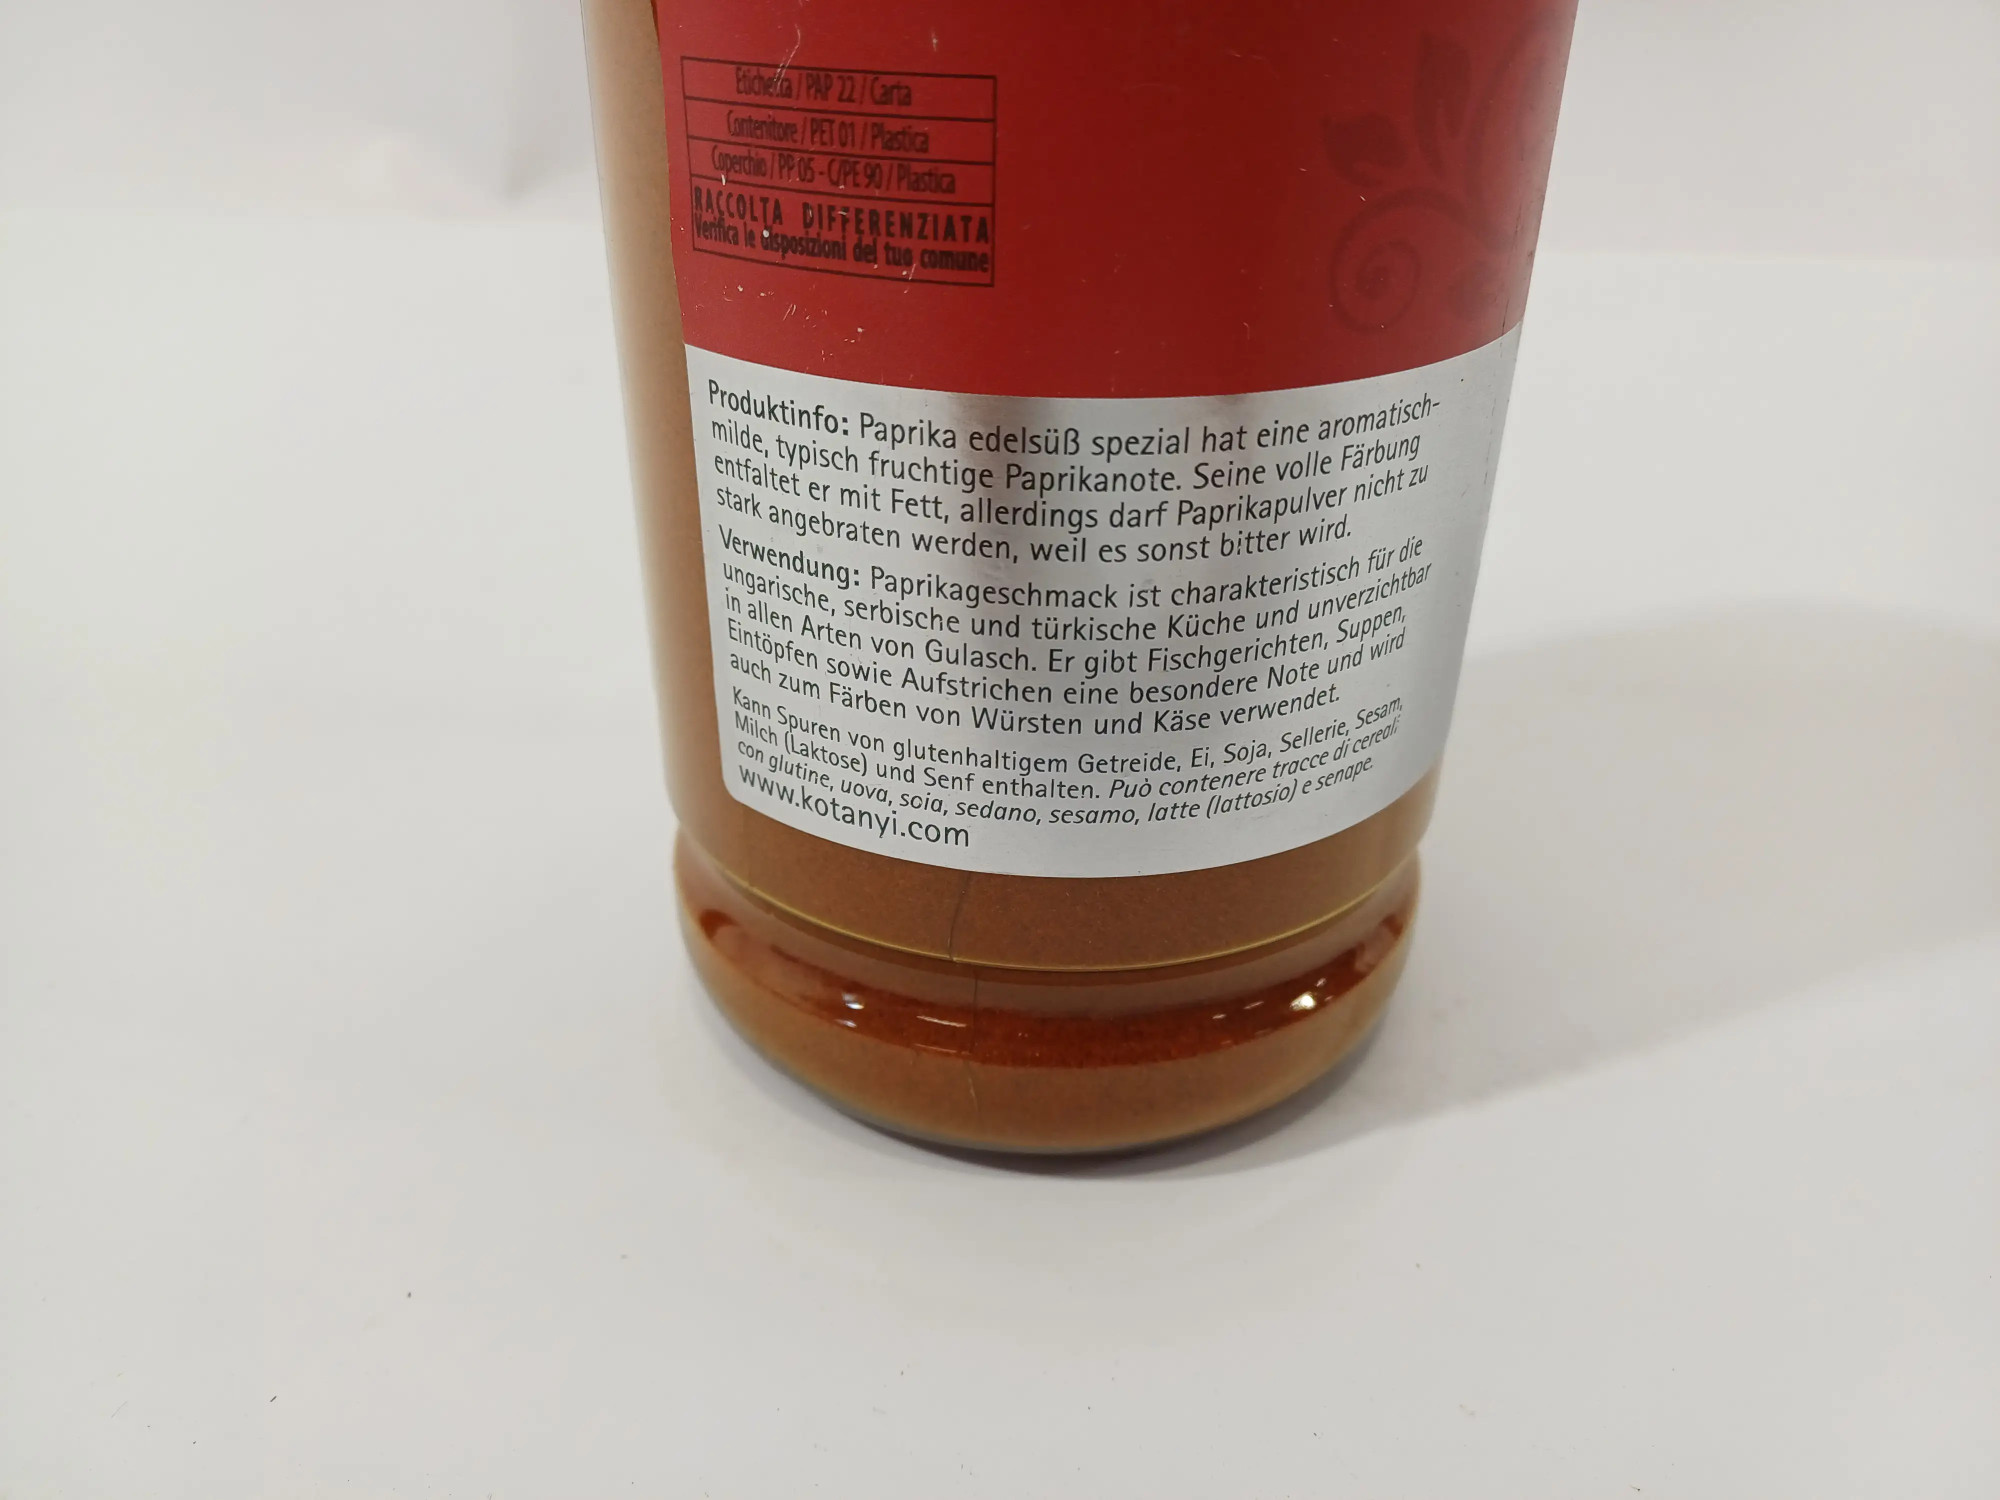 Etichetta / PAP 22 / Carta
Contenitore / PET 01 / Plastica
Coperchio / PP 05 - C/PE 90 / Plastica
RACCOLTA DIFFERENZIATA
Verifica le disposizioni del tuo comune
Produktinfo: Paprika edelsüß spezial hat eine aromatisch-
milde, typisch fruchtige Paprikanote. Seine volle Färbung
entfaltet er mit Fett, allerdings darf Paprikapulver nicht zu
stark angebraten werden, weil es sonst bitter wird.
Verwendung: Paprikageschmack ist charakteristisch für die
ungarische, serbische und türkische Küche und unverzichtbar
in allen Arten von Gulasch. Er gibt Fischgerichten, Suppen,
Eintöpfen sowie Aufstrichen eine besondere Note und wird
auch zum Färben von Würsten und Käse verwendet.
Kann Spuren von glutenhaltigem Getreide, Ei, Soja, Sellerie, Sesam,
Milch (Laktose) und Senf enthalten. Può contenere tracce di cereali
con glutine, uova, soia, sedano, sesamo, latte (lattosio) e senape.
www.kotanyi.com